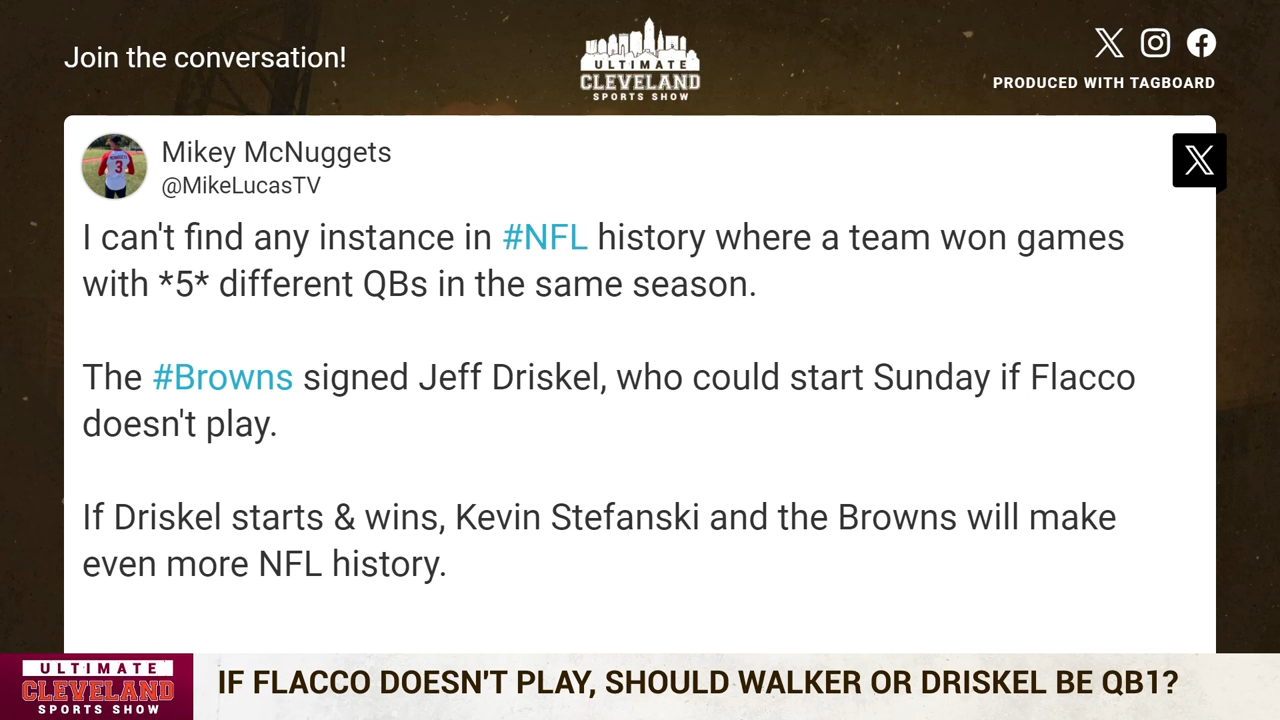 Join the conversation!
ULTIMATE
CLEVELAND
SPORTS SHOW
PRODUCED WITH TAGBOARD
Mikey McNuggets
@MikeLucasTV
I can't find any instance in #NFL history where a team won games
with *5* different QBs in the same season.
The #Browns signed Jeff Driskel, who could start Sunday if Flacco
doesn't play.
If Driskel starts & wins, Kevin Stefanski and the Browns will make
even more NFL history.
ULTIMATE
CLEVELAND
SPORTS SHOW
IF FLACCO DOESN'T PLAY, SHOULD WALKER OR DRISKEL BE QB1?